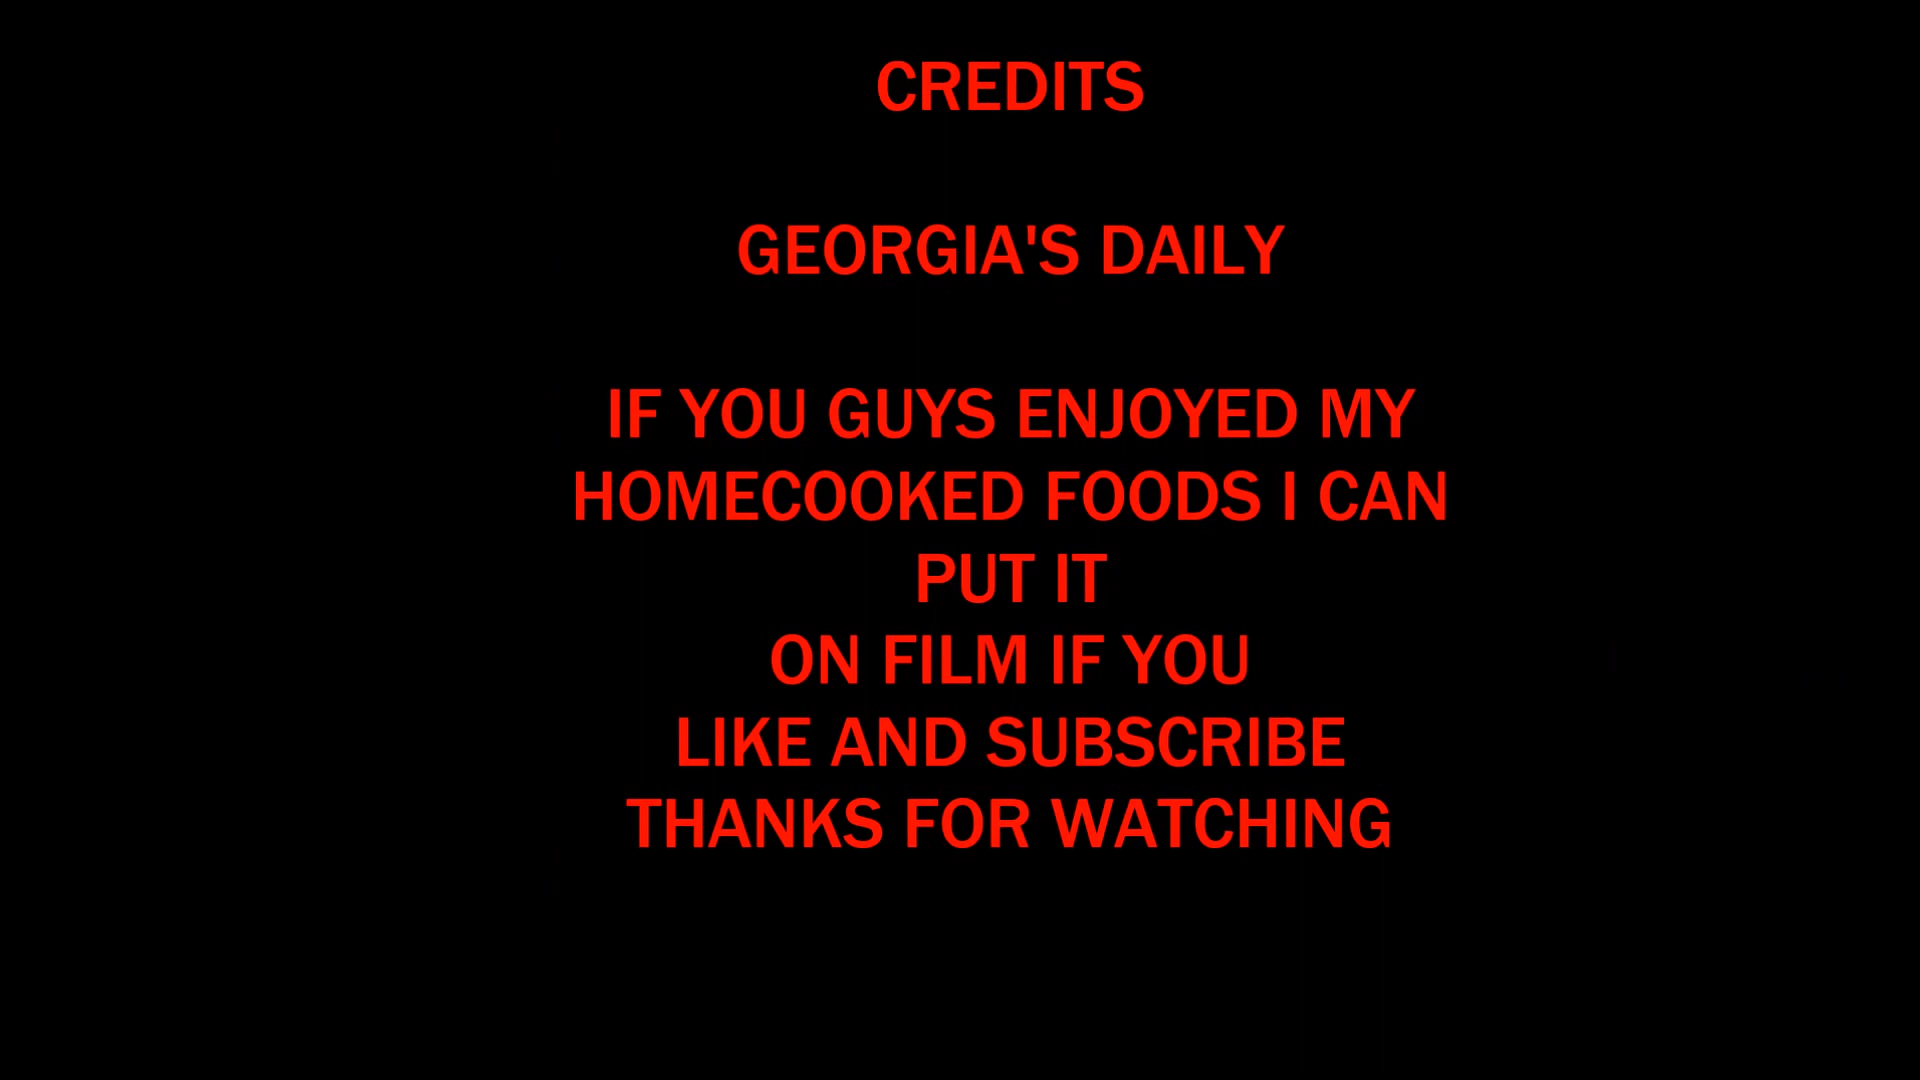 CREDITS
GEORGIA'S DAILY
IF YOU GUYS ENJOYED MY
HOMECOOKED FOODS I CAN
PUT IT
ON FILM IF YOU
LIKE AND SUBSCRIBE
THANKS FOR WATCHING